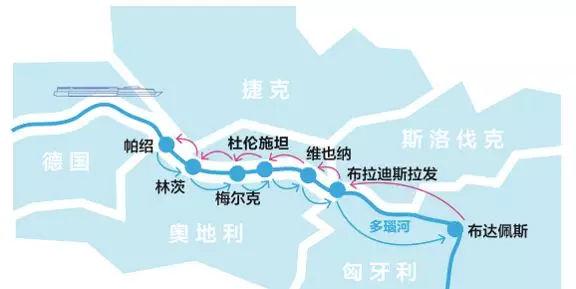 捷克
斯洛伐克
杜伦施坦
帕绍
维也纳
德国
布拉迪斯拉发
林茨
梅尔克
多瑙河
布达佩斯
奥地利
匈牙利